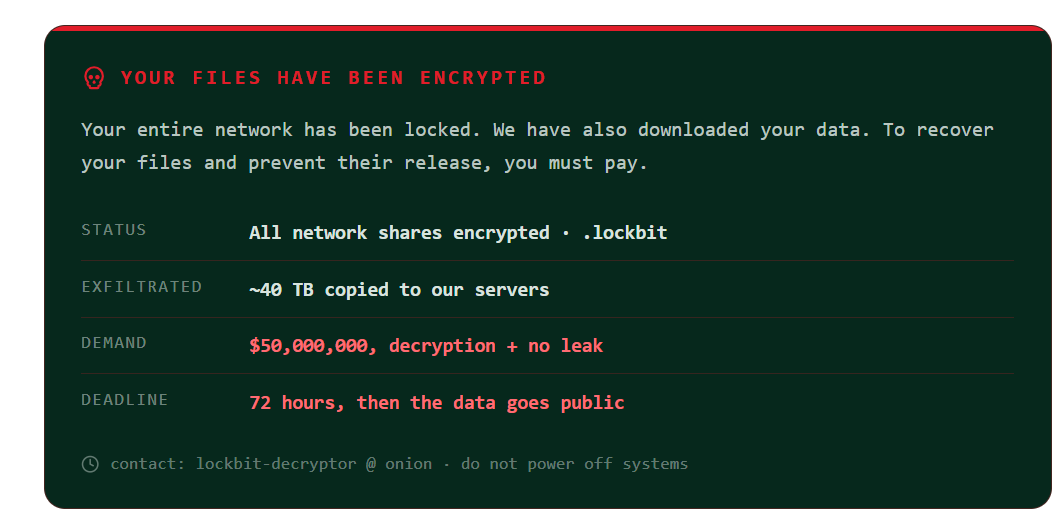 YOUR FILES HAVE BEEN ENCRYPTED
Your entire network has been locked. We have also downloaded your data. To recover
your files and prevent their release, you must pay.
STATUS All network shares encrypted · .lockbit
EXFILTRATED ~40 TB copied to our servers
DEMAND $50,000,000, decryption + no leak
DEADLINE 72 hours, then the data goes public
contact: lockbit-decryptor @ onion · do not power off systems